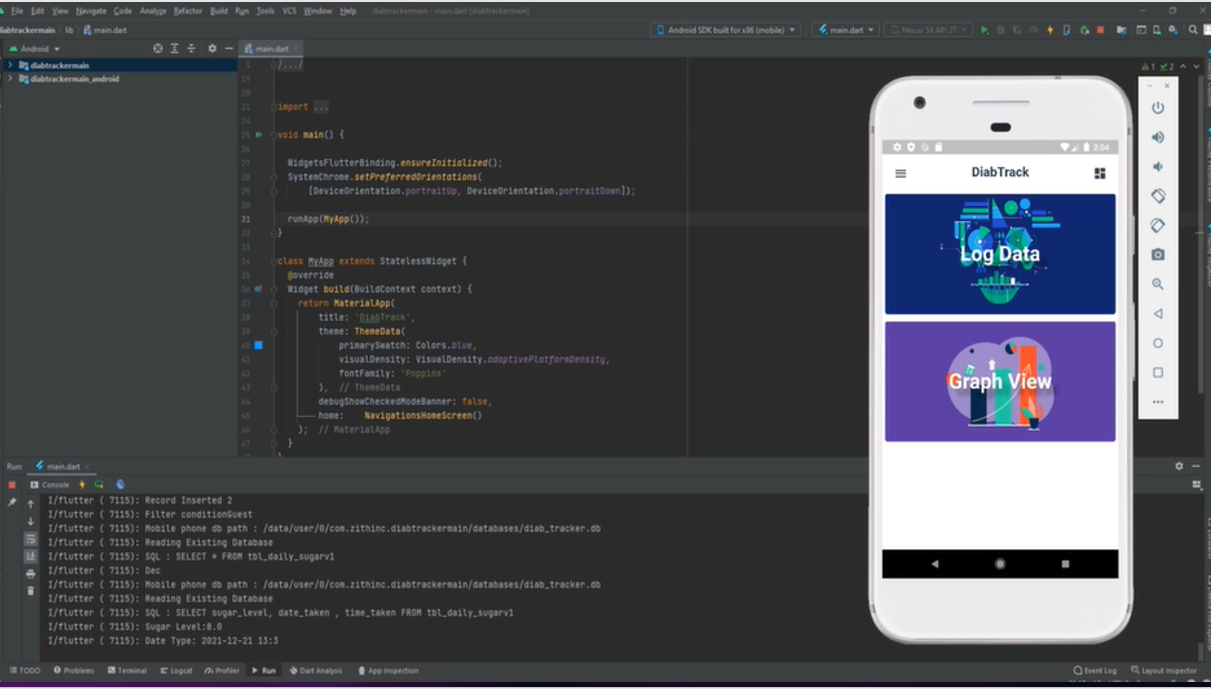 File Edit View Navigate Code Analyze Refactor Build Run Tools VCS Window Help diabtrackermain - main.dart [diabtrackermain]
diabtrackermain lib main.dart
Android SDK built for x86 (mobile) main.dart Nexus 5X API 27
Android main.dart
diabtrackermain
diabtrackermain_android
1 /.../
19
20
21 import ...
24
25 void main() {
26
27 WidgetsFlutterBinding.ensureInitialized();
28 SystemChrome.setPreferredOrientations(
29 [DeviceOrientation.portraitUp, DeviceOrientation.portraitDown]);
30
31 runApp(MyApp());
32 }
33
34 class MyApp extends StatelessWidget {
35 @override
36 Widget build(BuildContext context) {
37 return MaterialApp(
38 title: 'DiabTrack',
39 theme: ThemeData(
40 primarySwatch: Colors.blue,
41 visualDensity: VisualDensity.adaptivePlatformDensity,
42 fontFamily: 'Poppins'
43 ), // ThemeData
44 debugShowCheckedModeBanner: false,
45 home: NavigationsHomeScreen()
46 ); // MaterialApp
47 }
1 2
3:04
DiabTrack
Log Data
Graph View
Run: main.dart
Console
I/flutter ( 7115): Record Inserted 2
I/flutter ( 7115): Filter conditionGuest
I/flutter ( 7115): Mobile phone db path : /data/user/0/com.zithinc.diabtrackermain/databases/diab_tracker.db
I/flutter ( 7115): Reading Existing Database
I/flutter ( 7115): SQL : SELECT * FROM tbl_daily_sugarv1
I/flutter ( 7115): Dec
I/flutter ( 7115): Mobile phone db path : /data/user/0/com.zithinc.diabtrackermain/databases/diab_tracker.db
I/flutter ( 7115): Reading Existing Database
I/flutter ( 7115): SQL : SELECT sugar_level, date_taken , time_taken FROM tbl_daily_sugarv1
I/flutter ( 7115): Sugar Level:8.0
I/flutter ( 7115): Date Type: 2021-12-21 13:3
TODO Problems Terminal Logcat Profiler Run Dart Analysis App Inspection Event Log Layout Inspector